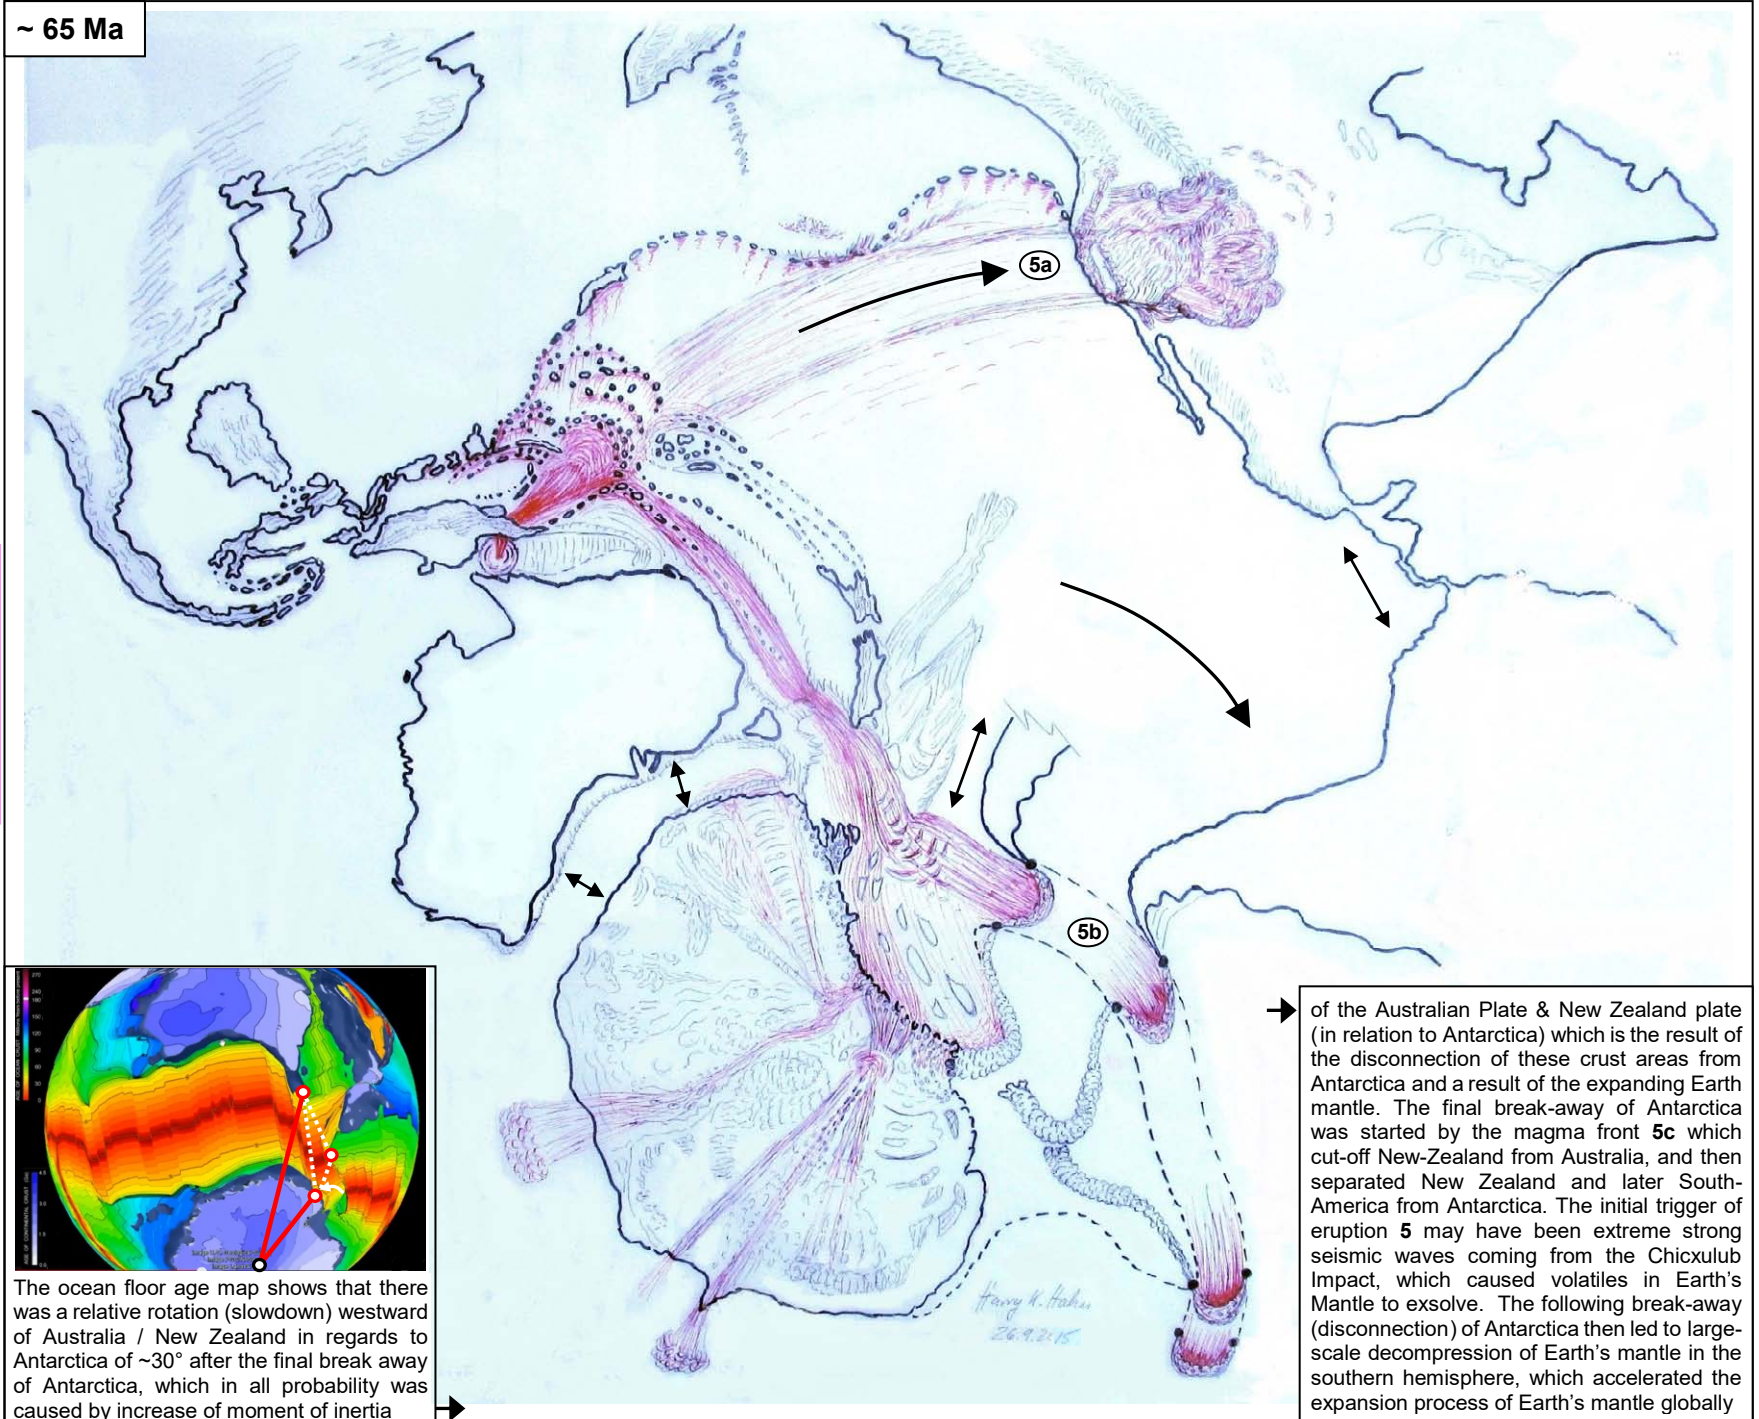 ~ 65 Ma
5a
5b
Harry K. Hahn
The ocean floor age map shows that there
was a relative rotation (slowdown) westward
of Australia / New Zealand in regards to
Antarctica of ~30° after the final break away
of Antarctica, which in all probability was
caused by increase of moment of inertia
of the Australian Plate & New Zealand plate
(in relation to Antarctica) which is the result of
the disconnection of these crust areas from
Antarctica and a result of the expanding Earth
mantle. The final break-away of Antarctica
was started by the magma front 5c which
cut-off New-Zealand from Australia, and then
separated New Zealand and later South-
America from Antarctica. The initial trigger of
eruption 5 may have been extreme strong
seismic waves coming from the Chicxulub
Impact, which caused volatiles in Earth's
Mantle to exsolve. The following break-away
(disconnection) of Antarctica then led to large-
scale decompression of Earth's mantle in the
southern hemisphere, which accelerated the
expansion process of Earth's mantle globally